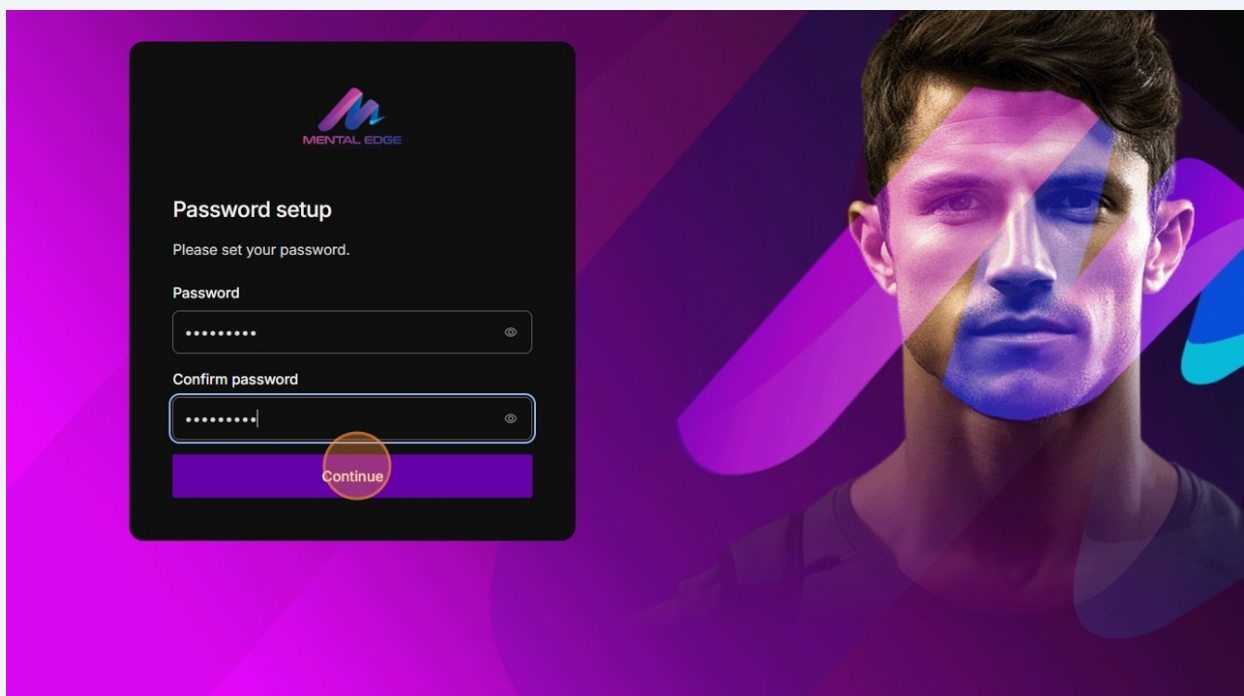 MENTAL EDGE
Password setup
Please set your password.
Password
•••••••••
Confirm password
•••••••••
Continue